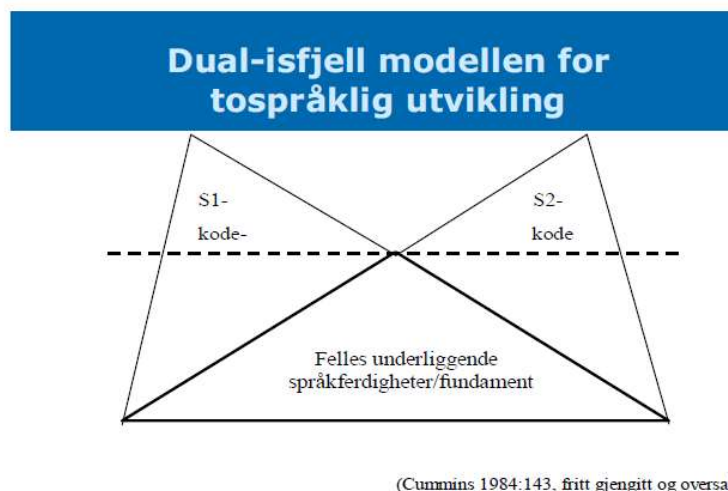 Dual-isfjell modellen for
tospråklig utvikling
S1-
kode-
S2-
kode
Felles underliggende
språkferdigheter/fundament
(Cummins 1984:143, fritt gjengitt og oversa